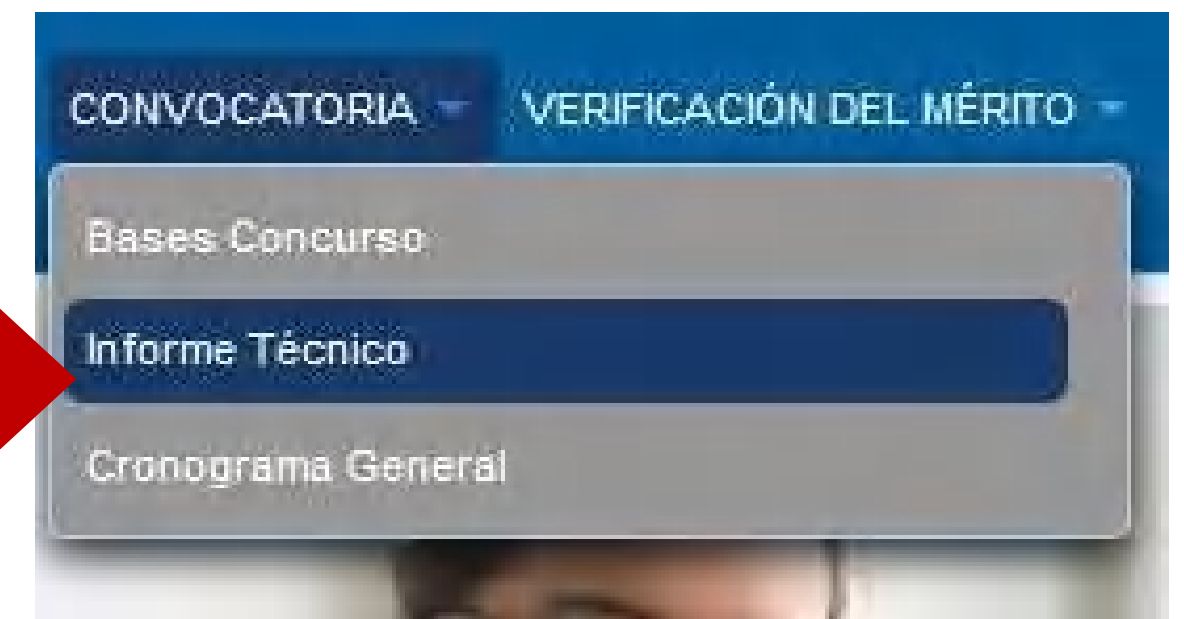 CONVOCATORIA VERIFICACIÓN DEL MÉRITO
Bases Concurso
Informe Técnico
Cronograma General